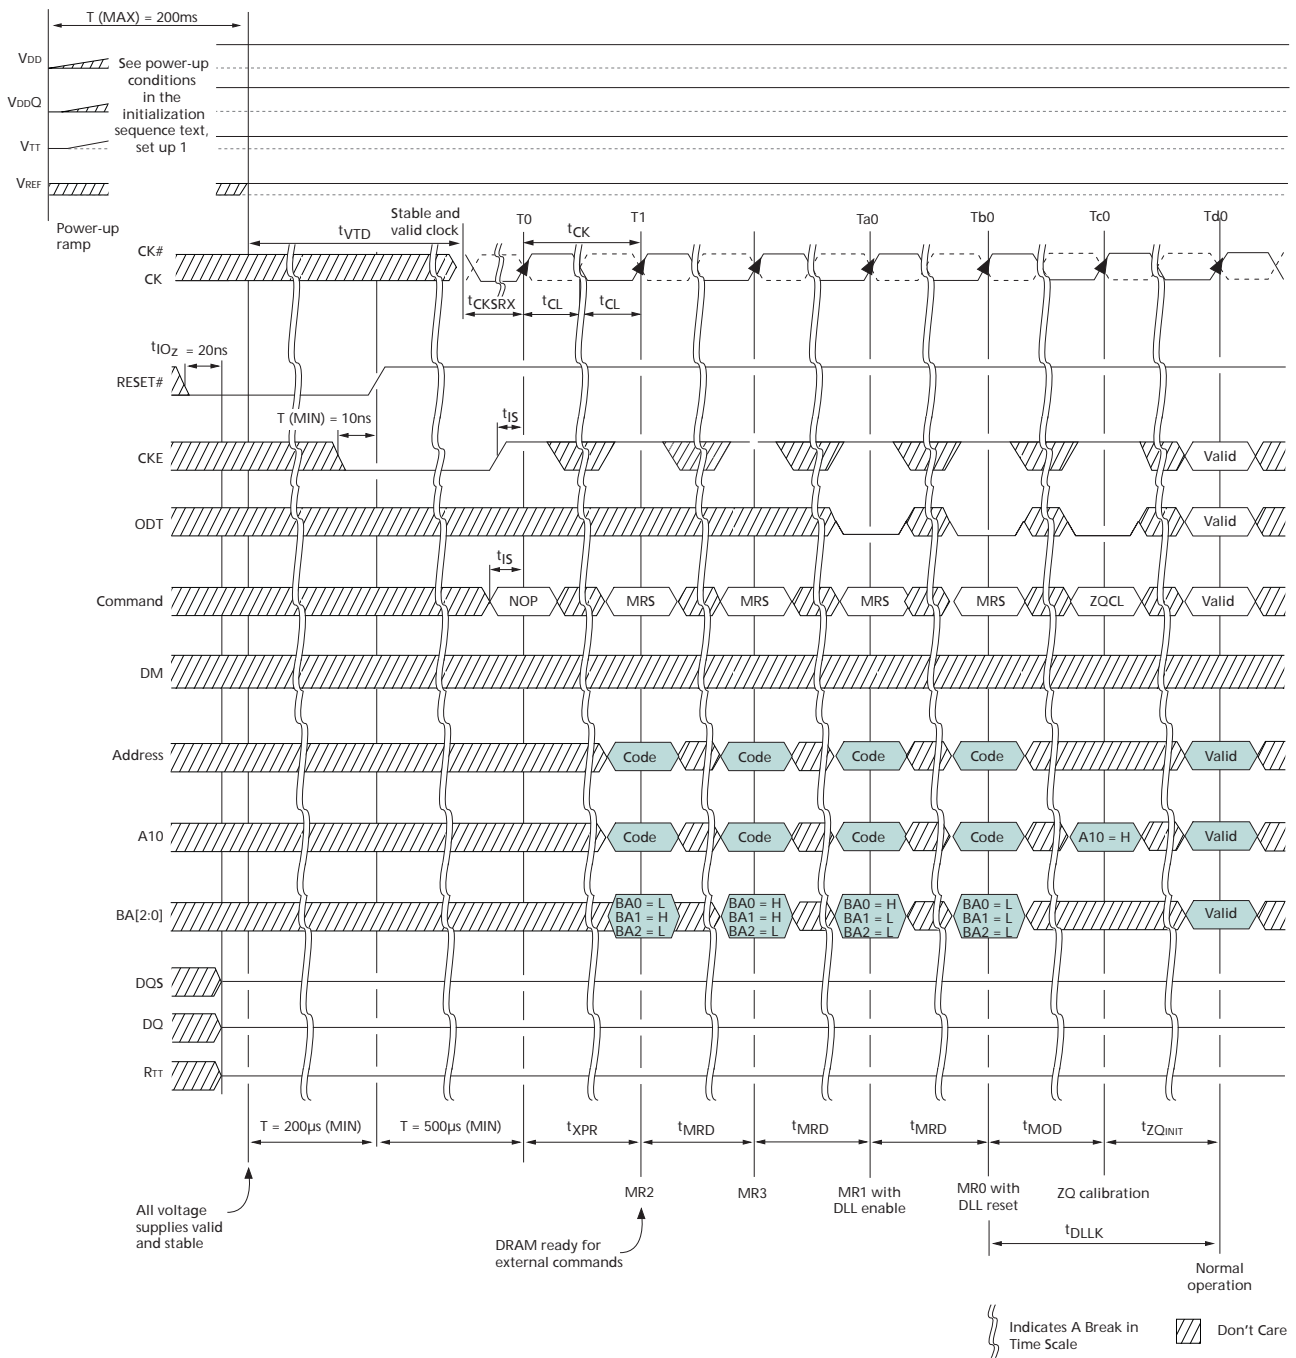 T (MAX) = 200ms
VDD
See power-up
conditions
in the
initialization
sequence text,
set up 1
VDDQ
VTT
VREF
Power-up
ramp
tVTD
Stable and
valid clock
T0
T1
Ta0
Tb0
Tc0
Td0
tCK
CK#
CK
tCKSRX
tCL
tCL
tIOz = 20ns
RESET#
T (MIN) = 10ns
tIS
CKE
Valid
ODT
Valid
tIS
Command
NOP
MRS
MRS
MRS
MRS
ZQCL
Valid
DM
Address
Code
Code
Code
Code
Valid
A10
Code
Code
Code
Code
A10 = H
Valid
BA[2:0]
BA0 = L
BA1 = H
BA2 = L
BA0 = H
BA1 = H
BA2 = L
BA0 = H
BA1 = L
BA2 = L
BA0 = L
BA1 = L
BA2 = L
Valid
DQS
DQ
RTT
T = 200µs (MIN)
T = 500µs (MIN)
tXPR
tMRD
tMRD
tMRD
tMOD
tZQINIT
MR2
MR3
MR1 with
DLL enable
MR0 with
DLL reset
ZQ calibration
All voltage
supplies valid
and stable
DRAM ready for
external commands
tDLLK
Normal
operation
Indicates A Break in
Time Scale
Don't Care